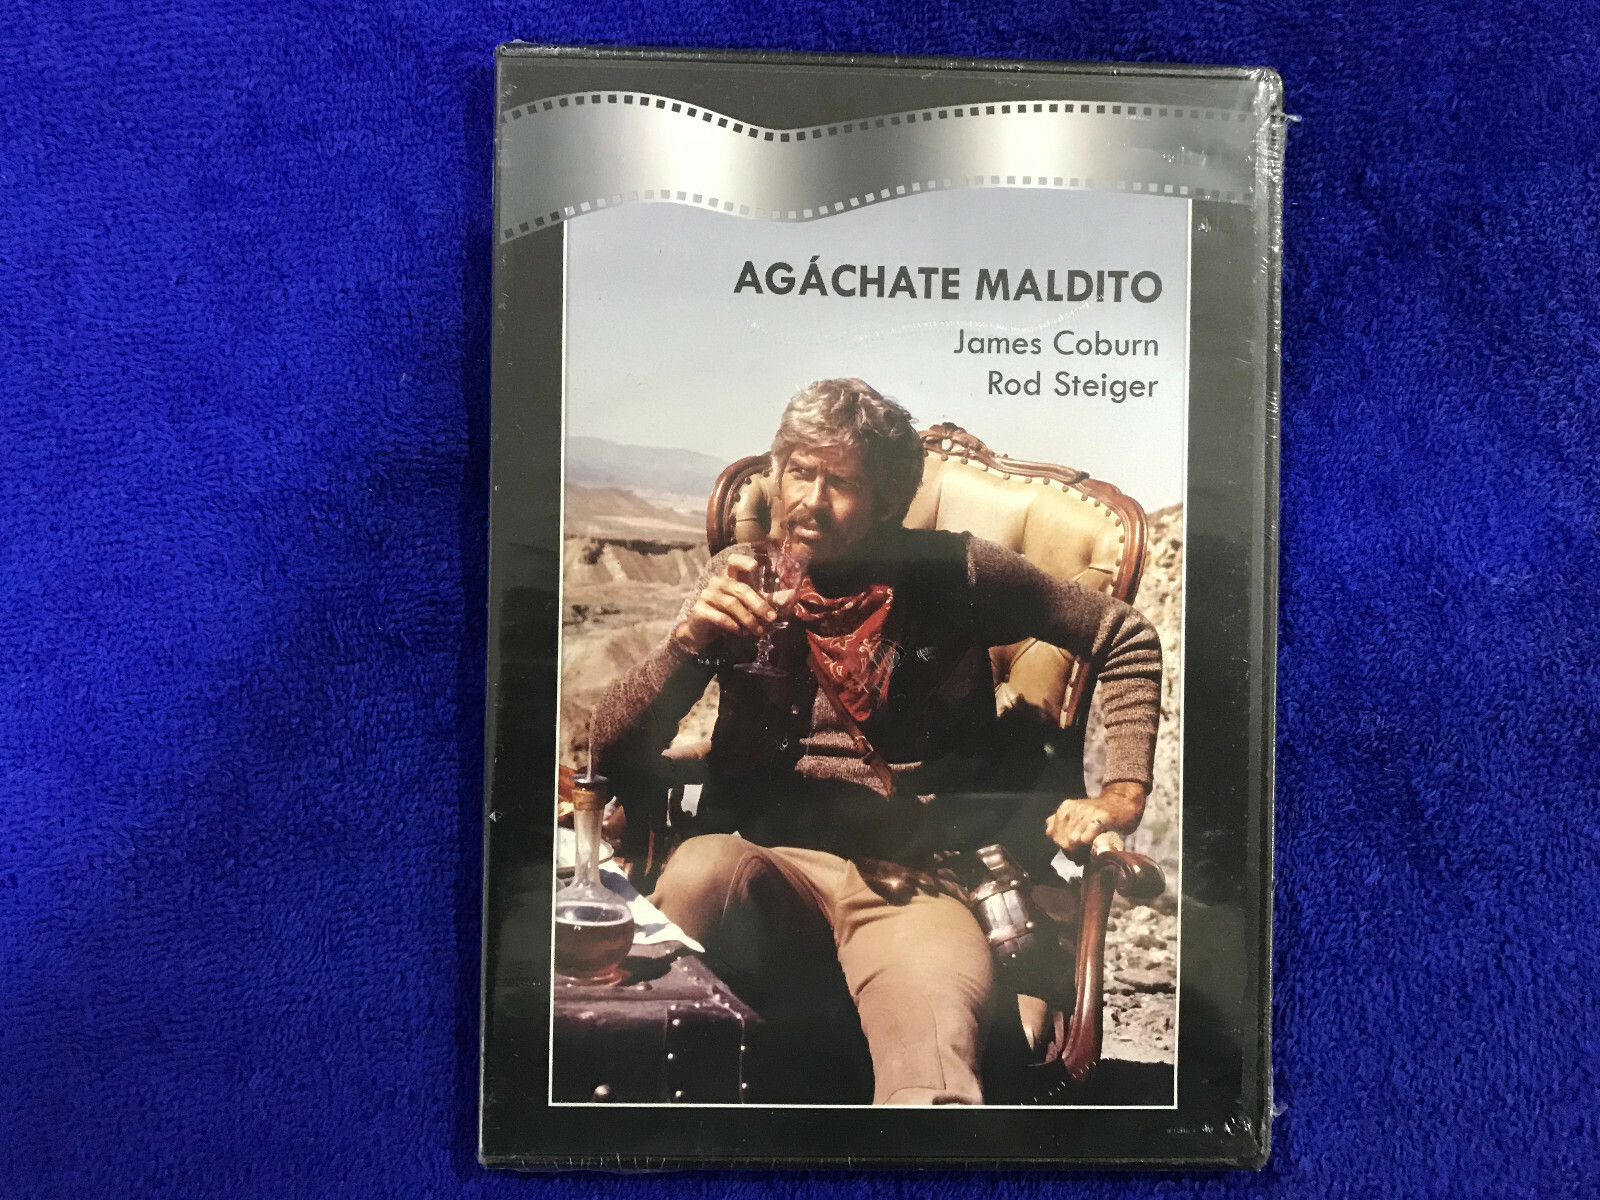 AGÁCHATE MALDITO
James Coburn
Rod Steiger